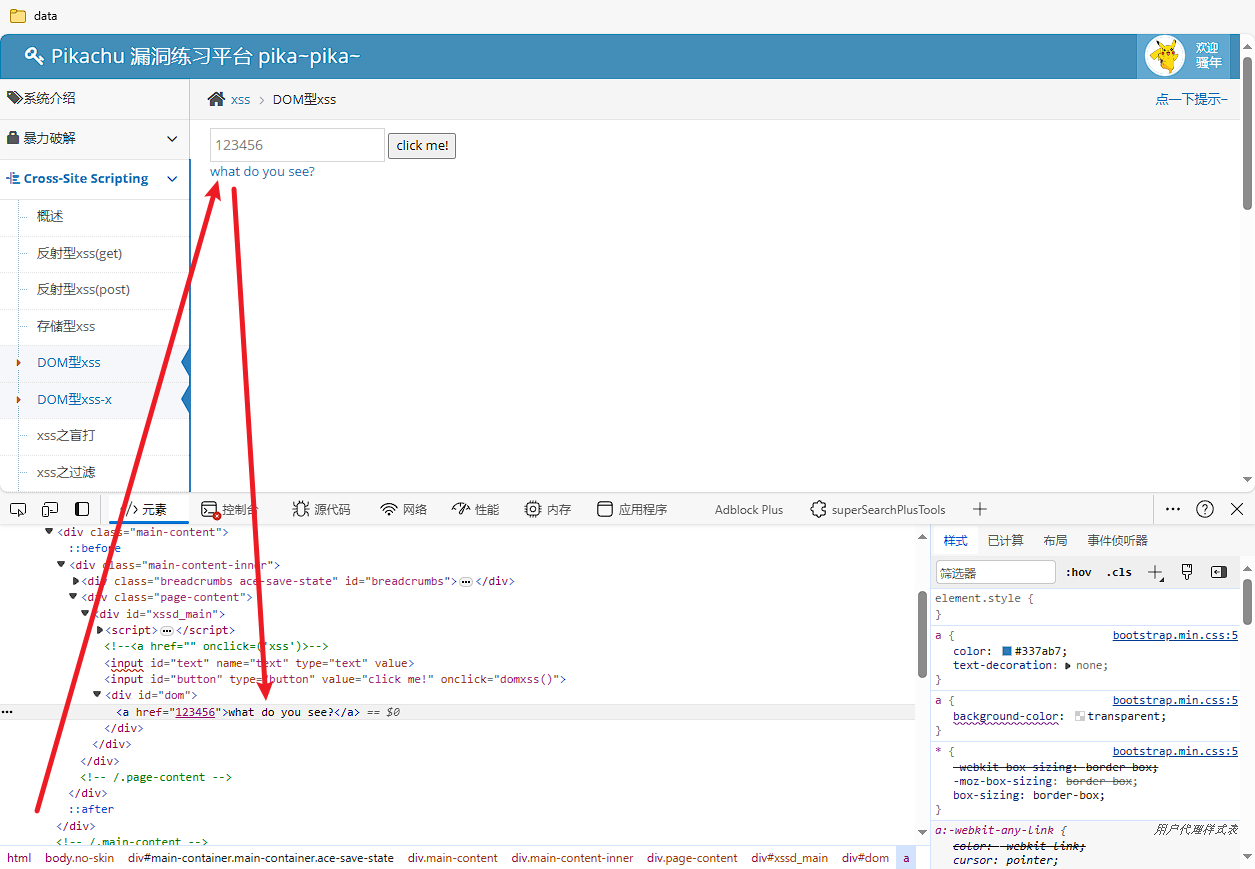 data
Pikachu 漏洞练习平台 pika~pika~
欢迎
骚年
系统介绍
xss > DOM型xss
点一下提示~
暴力破解
123456
click me!
what do you see?
Cross-Site Scripting
概述
反射型xss(get)
反射型xss(post)
存储型xss
DOM型xss
DOM型xss-x
xss之盲打
xss之过滤
元素 控制台 源代码 网络 性能 内存 应用程序 Adblock Plus superSearchPlusTools
<div class="main-content">
::before
<div class="main-content-inner">
<div class="breadcrumbs ace-save-state" id="breadcrumbs"> … </div>
<div class="page-content">
<div id="xssd_main">
<script> … </script>
<!--<a href="" onclick=('xss')>-->
<input id="text" name="text" type="text" value>
<input id="button" type="button" value="click me!" onclick="domxss()">
<div id="dom">
<a href="123456">what do you see?</a> == $0
</div>
</div>
</div>
<!-- /.page-content -->
</div>
::after
</div>
<!-- /.main-content -->
html body.no-skin div#main-container.main-container.ace-save-state div.main-content div.main-content-inner div.page-content div#xssd_main div#dom a
样式 已计算 布局 事件侦听器
筛选器 :hov .cls
element.style {
}
a { bootstrap.min.css:5
color: #337ab7;
text-decoration: none;
}
a { bootstrap.min.css:5
background-color: transparent;
}
* { bootstrap.min.css:5
-webkit-box-sizing: border-box;
-moz-box-sizing: border-box;
box-sizing: border-box;
}
a:-webkit-any-link { 用户代理样式表
color: -webkit-link;
cursor: pointer;